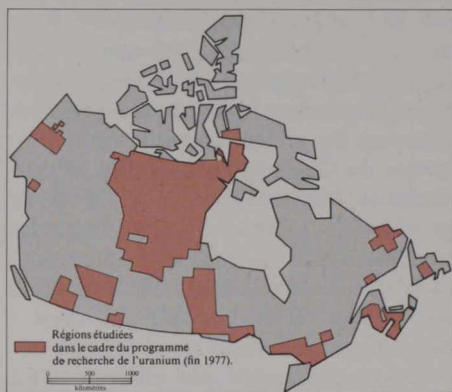 Régions étudiées
dans le cadre du programme
de recherche de l'uranium (fin 1977).
0 500 1000
kilomètres